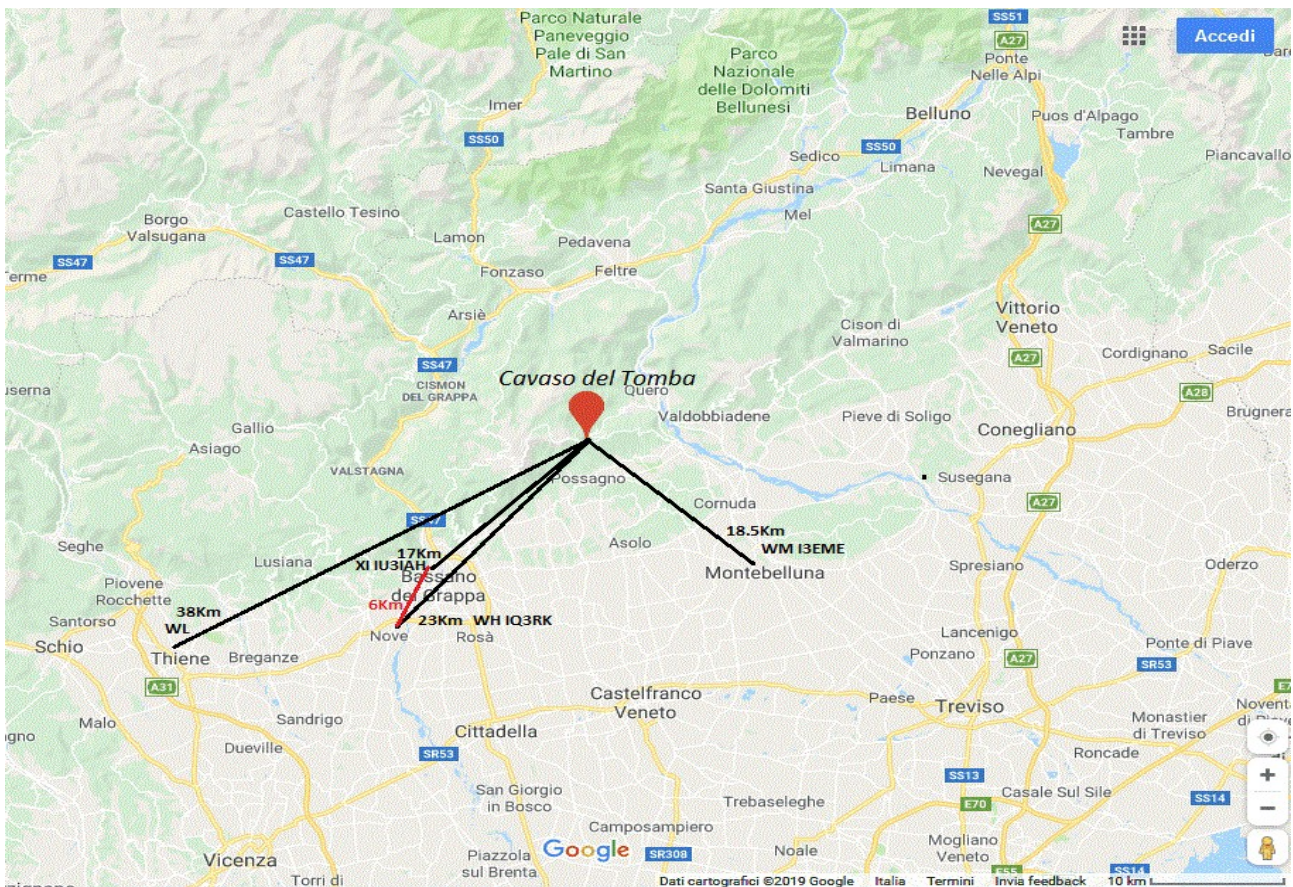 Parco Naturale
Paneveggio
Pale di San
Martino
SS51
A27
Accedi
Ponte
Nelle Alpi
Parco
Nazionale
delle Dolomiti
Bellunesi
Imer
Belluno
Puos d'Alpago
Tambre
SS50
SS50
Sedico
Limana
Nevegal
Piancavallo
Santa Giustina
Castello Tesino
Borgo
Valsugana
Mel
A27
Lamon
Pedavena
SS47
SS47
Fonzaso
Feltre
Arsiè
Vittorio
Veneto
Cison di
Valmarino
A27
Cordignano
Sacile
SS47
CISMON
DEL GRAPPA
Cavaso del Tomba
Quero
A28
Valdobbiadene
Pieve di Soligo
Brugnera
Gallio
Conegliano
Asiago
VALSTAGNA
Possagno
Susegana
Cornuda
A27
SS47
18.5Km
WM I3EME
Seghe
Lusiana
17Km
XI IU3IAH
Asolo
Bassano
del Grappa
Montebelluna
Spresiano
Oderzo
Piovene
Rocchette
6Km
38Km
WL
Santorso
23Km WH IQ3RK
Nove
Rosà
Schio
Thiene
Breganze
Lancenigo
Ponzano
A27
Ponte di Piave
SR53
A31
Castelfranco
Veneto
Paese
Treviso
Malo
Sandrigo
Cittadella
Monastier
di Treviso
Dueville
SR53
Roncade
SS13
San Giorgio
in Bosco
Trebaseleghe
E70
Casale Sul Sile
SS14
Camposampiero
Mogliano
Veneto
Vicenza
Piazzola
sul Brenta
Google
SR308
Noale
SS14
E55
Torri di
Dati cartografici ©2019 Google Italia Termini Invia feedback 10 km